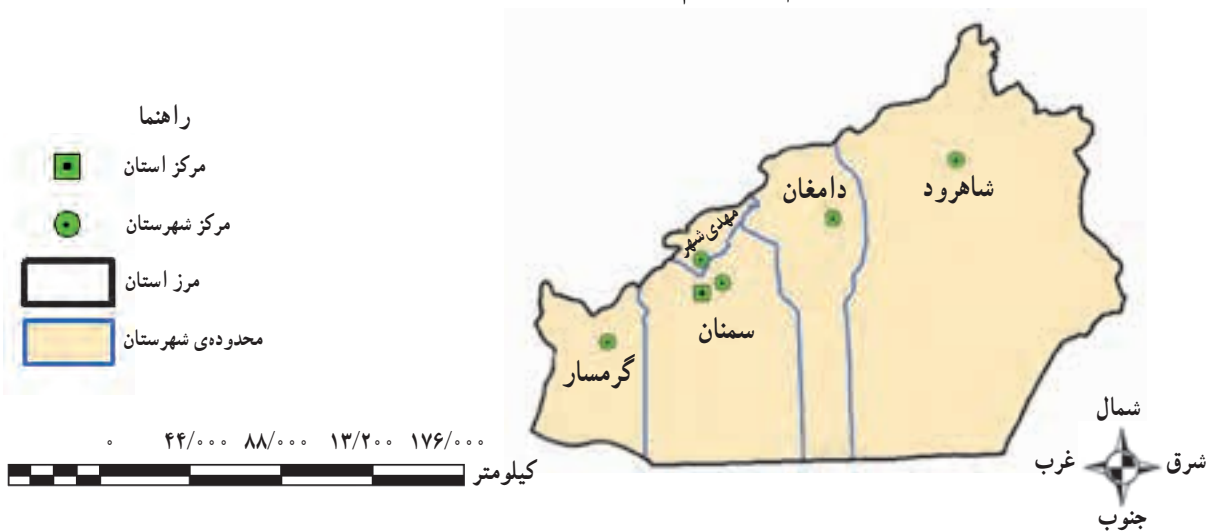 راهنما
مرکز استان
مرکز شهرستان
مرز استان
محدوده‌ی شهرستان
۰ ۴۴/۰۰۰ ۸۸/۰۰۰ ۱۳/۲۰۰ ۱۷۶/۰۰۰
کیلومتر
شاهرود
دامغان
مهدی‌شهر
سمنان
گرمسار
شمال
شرق
غرب
جنوب